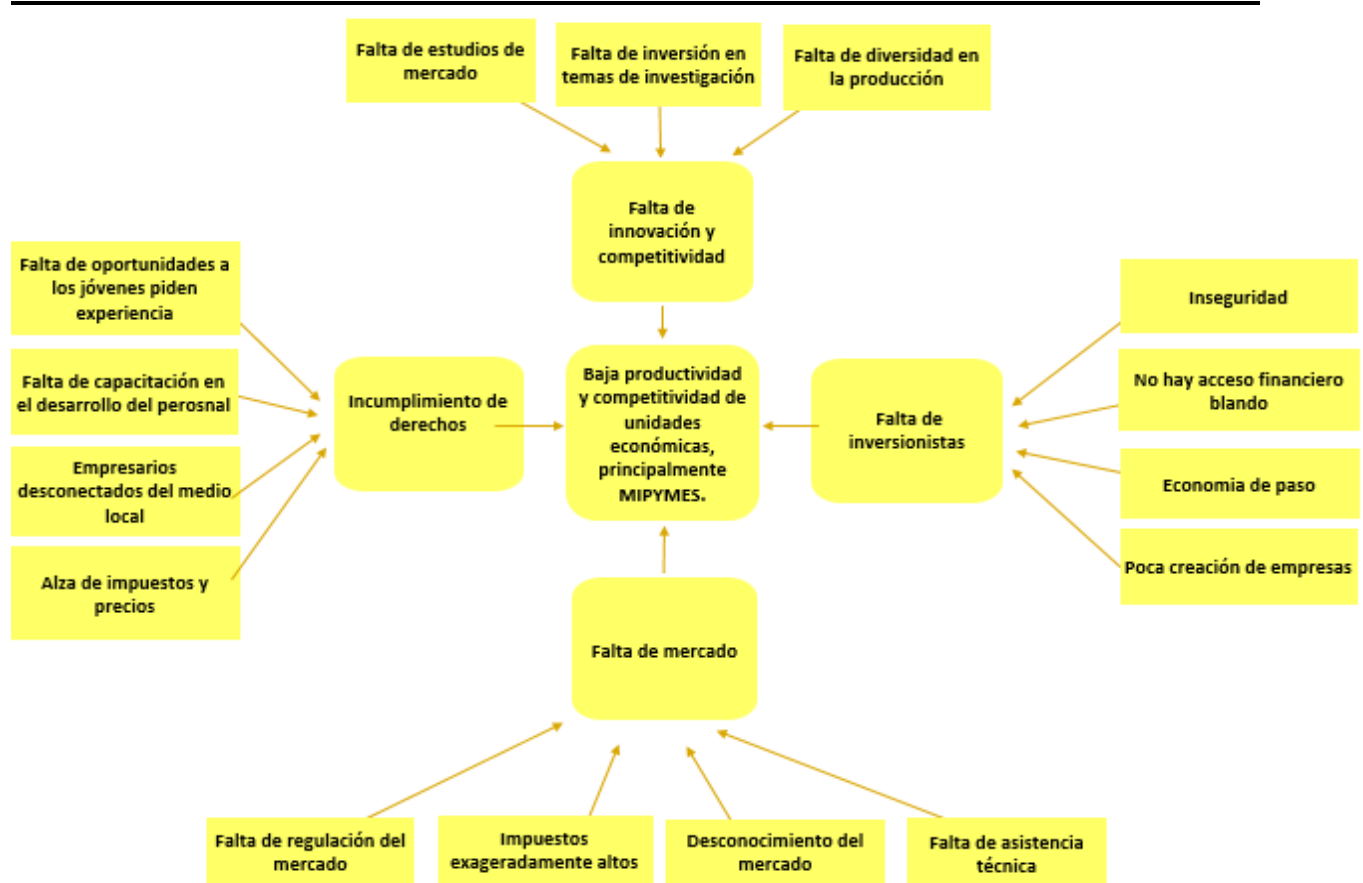 Falta de estudios de
mercado
Falta de inversión en
temas de investigación
Falta de diversidad en
la producción
Falta de
innovación y
competitividad
Falta de oportunidades a
los jóvenes piden
experiencia
Falta de capacitación en
el desarrollo del perosnal
Empresarios
desconectados del medio
local
Alza de impuestos y
precios
Incumplimiento de
derechos
Baja productividad
y competitividad de
unidades
económicas,
principalmente
MIPYMES.
Falta de
inversionistas
Inseguridad
No hay acceso financiero
blando
Economia de paso
Poca creación de empresas
Falta de mercado
Falta de regulación del
mercado
Impuestos
exageradamente altos
Desconocimiento del
mercado
Falta de asistencia
técnica